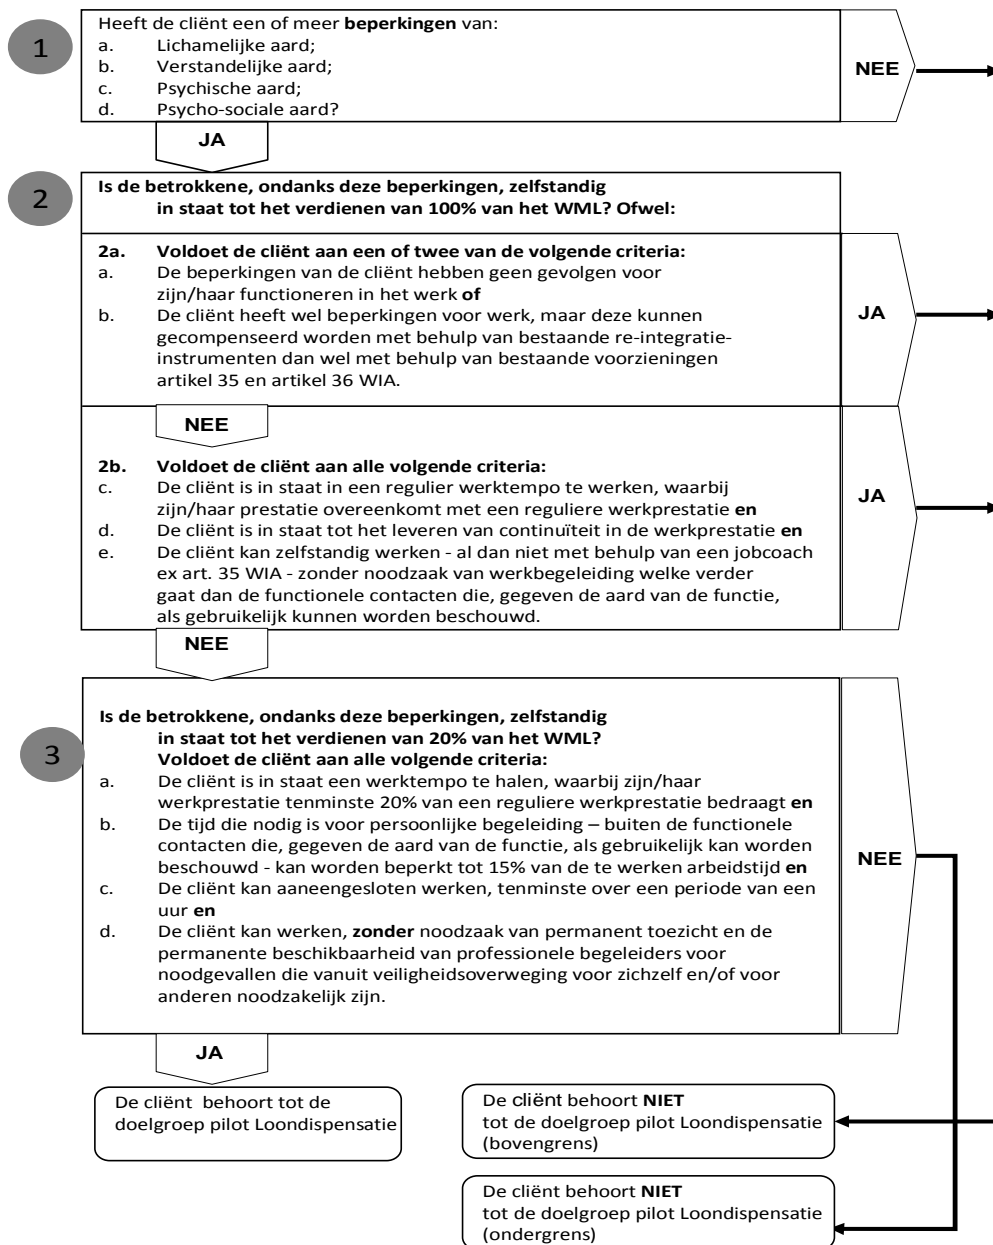 1
Heeft de cliënt een of meer beperkingen van:
a. Lichamelijke aard;
b. Verstandelijke aard;
c. Psychische aard;
d. Psycho-sociale aard?
NEE
JA
2
Is de betrokkene, ondanks deze beperkingen, zelfstandig
in staat tot het verdienen van 100% van het WML? Ofwel:
2a. Voldoet de cliënt aan een of twee van de volgende criteria:
a. De beperkingen van de cliënt hebben geen gevolgen voor
zijn/haar functioneren in het werk of
b. De cliënt heeft wel beperkingen voor werk, maar deze kunnen
gecompenseerd worden met behulp van bestaande re-integratie-
instrumenten dan wel met behulp van bestaande voorzieningen
artikel 35 en artikel 36 WIA.
JA
NEE
2b. Voldoet de cliënt aan alle volgende criteria:
c. De cliënt is in staat in een regulier werktempo te werken, waarbij
zijn/haar prestatie overeenkomt met een reguliere werkprestatie en
d. De cliënt is in staat tot het leveren van continuïteit in de werkprestatie en
e. De cliënt kan zelfstandig werken - al dan niet met behulp van een jobcoach
ex art. 35 WIA - zonder noodzaak van werkbegeleiding welke verder
gaat dan de functionele contacten die, gegeven de aard van de functie,
als gebruikelijk kunnen worden beschouwd.
JA
NEE
3
Is de betrokkene, ondanks deze beperkingen, zelfstandig
in staat tot het verdienen van 20% van het WML?
Voldoet de cliënt aan alle volgende criteria:
a. De cliënt is in staat een werktempo te halen, waarbij zijn/haar
werkprestatie tenminste 20% van een reguliere werkprestatie bedraagt en
b. De tijd die nodig is voor persoonlijke begeleiding – buiten de functionele
contacten die, gegeven de aard van de functie, als gebruikelijk kan worden
beschouwd - kan worden beperkt tot 15% van de te werken arbeidstijd en
c. De cliënt kan aaneengesloten werken, tenminste over een periode van een
uur en
d. De cliënt kan werken, zonder noodzaak van permanent toezicht en de
permanente beschikbaarheid van professionele begeleiders voor
noodgevallen die vanuit veiligheidsoverweging voor zichzelf en/of voor
anderen noodzakelijk zijn.
NEE
JA
De cliënt behoort tot de
doelgroep pilot Loondispensatie
De cliënt behoort NIET
tot de doelgroep pilot Loondispensatie
(bovengrens)
De cliënt behoort NIET
tot de doelgroep pilot Loondispensatie
(ondergrens)